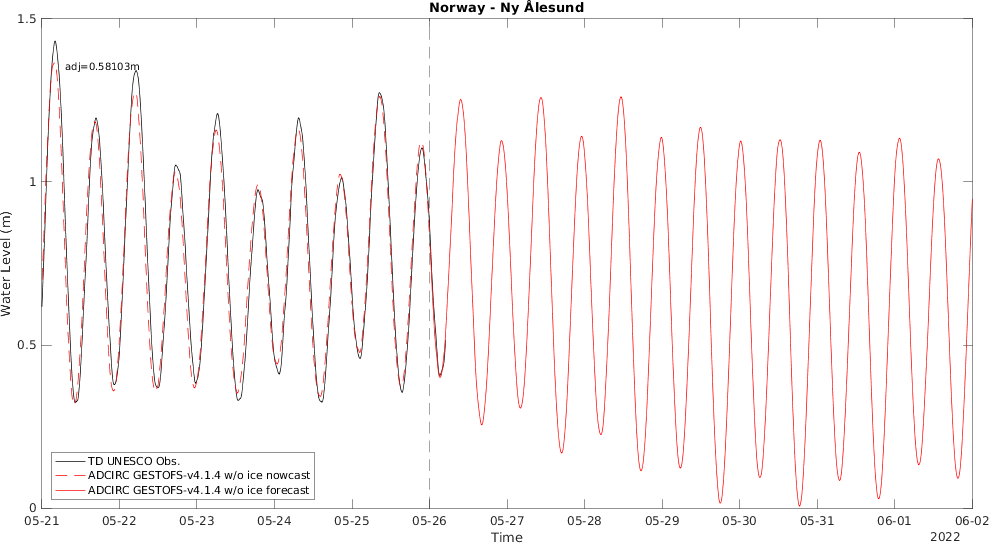 Norway - Ny Ålesund
1.5
adj=0.58103m
1
Water Level (m)
0.5
TD UNESCO Obs.
ADCIRC GESTOFS-v4.1.4 w/o ice nowcast
ADCIRC GESTOFS-v4.1.4 w/o ice forecast
0
05-21 05-22 05-23 05-24 05-25 05-26 05-27 05-28 05-29 05-30 05-31 06-01 06-02
Time
2022